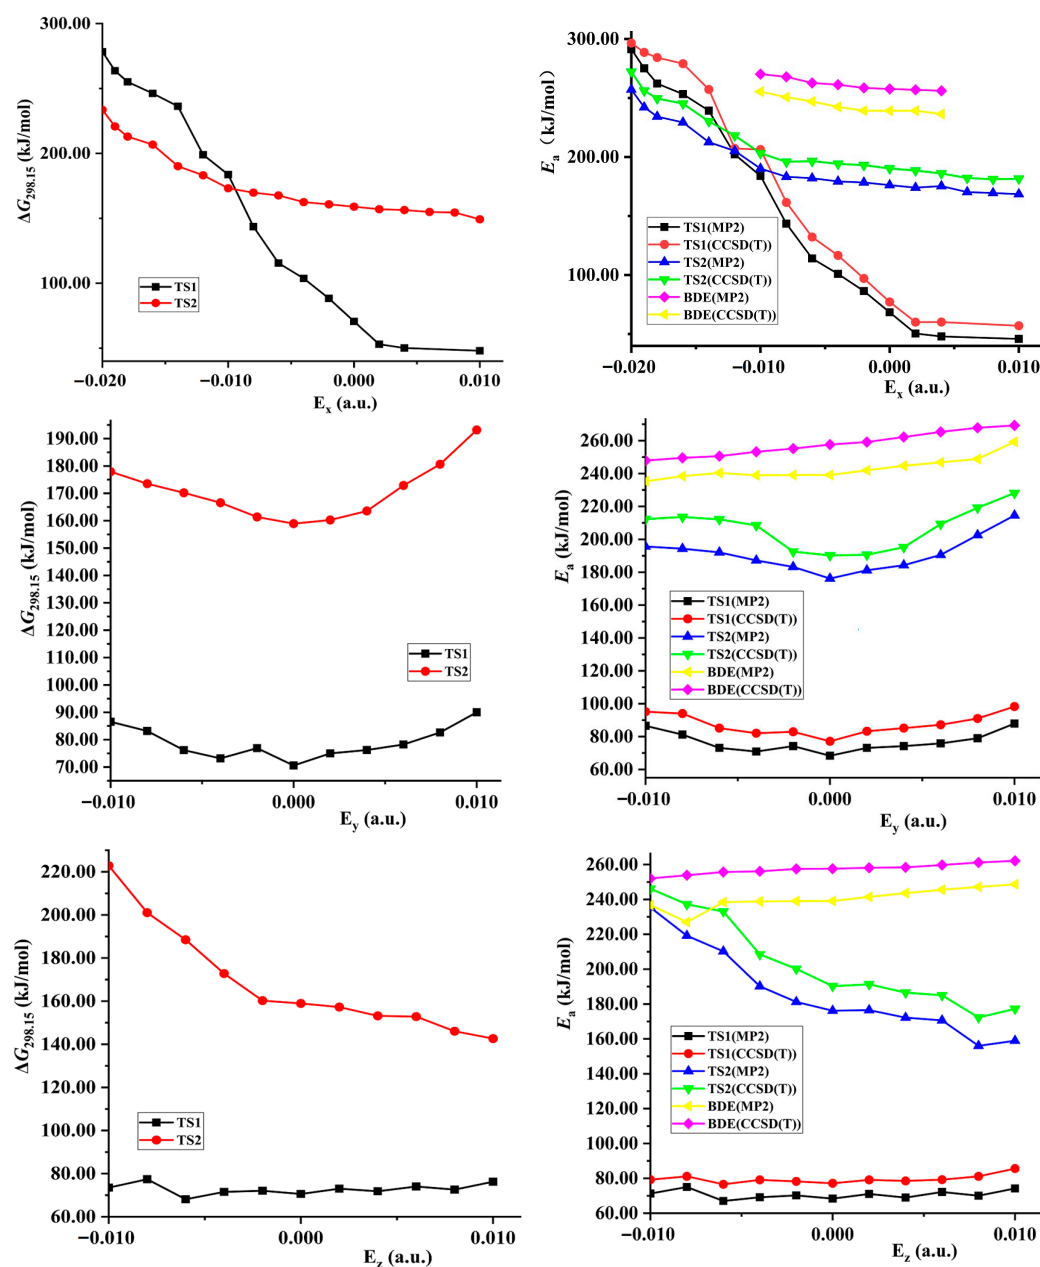 300.00
200.00
100.00
ΔG298.15 (kJ/mol)
TS1
TS2
−0.020
−0.010
0.000
0.010
Ex (a.u.)
300.00
200.00
100.00
Ea (kJ/mol)
TS1(MP2)
TS1(CCSD(T))
TS2(MP2)
TS2(CCSD(T))
BDE(MP2)
BDE(CCSD(T))
−0.020
−0.010
0.000
0.010
Ex (a.u.)
190.00
180.00
170.00
160.00
150.00
140.00
130.00
120.00
110.00
100.00
90.00
80.00
70.00
ΔG298.15 (kJ/mol)
TS1
TS2
−0.010
0.000
0.010
Ey (a.u.)
260.00
240.00
220.00
200.00
180.00
160.00
140.00
120.00
100.00
80.00
60.00
Ea (kJ/mol)
TS1(MP2)
TS1(CCSD(T))
TS2(MP2)
TS2(CCSD(T))
BDE(MP2)
BDE(CCSD(T))
−0.010
0.000
0.010
Ey (a.u.)
220.00
200.00
180.00
160.00
140.00
120.00
100.00
80.00
60.00
ΔG298.15 (kJ/mol)
TS1
TS2
−0.010
0.000
0.010
Ez (a.u.)
260.00
240.00
220.00
200.00
180.00
160.00
140.00
120.00
100.00
80.00
60.00
Ea (kJ/mol)
TS1(MP2)
TS1(CCSD(T))
TS2(MP2)
TS2(CCSD(T))
BDE(MP2)
BDE(CCSD(T))
−0.010
0.000
0.010
Ez (a.u.)